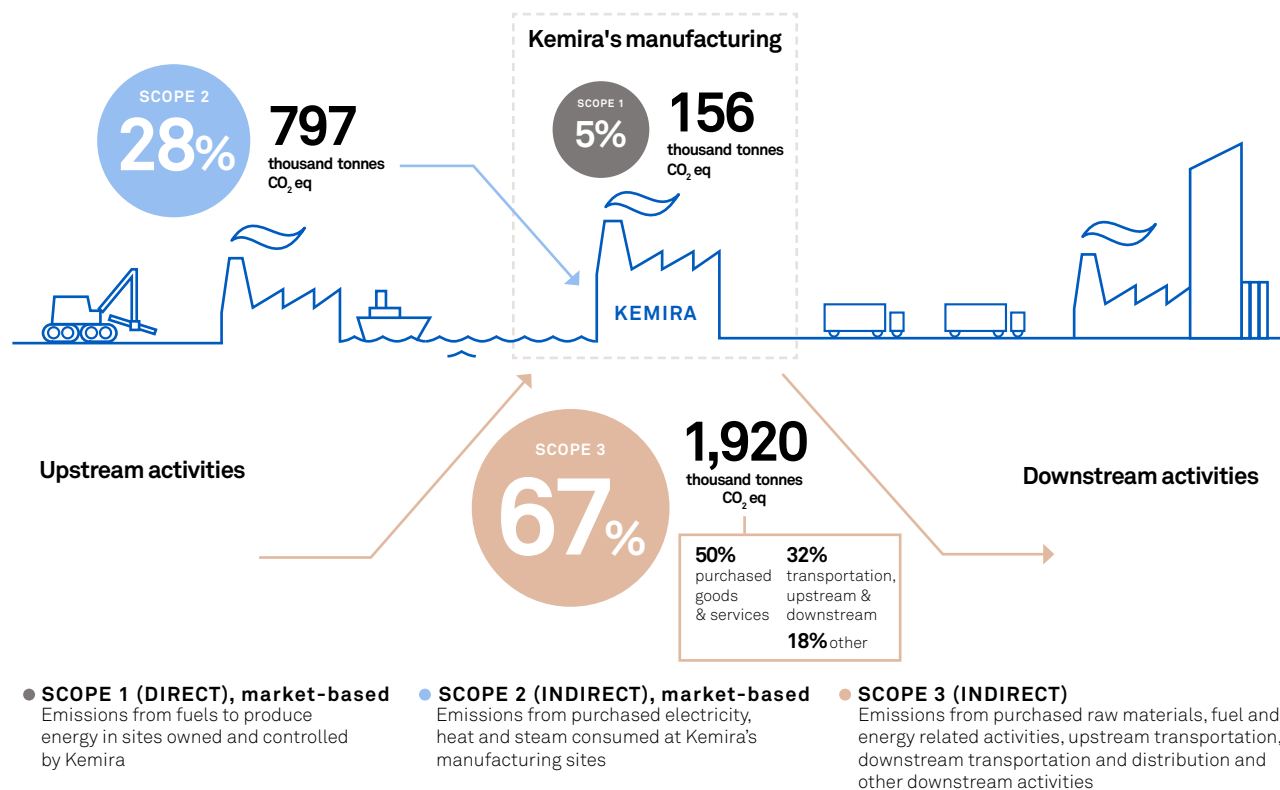 Kemira's manufacturing
SCOPE 2
28%
797
thousand tonnes
CO₂ eq
SCOPE 1
5%
156
thousand tonnes
CO₂ eq
KEMIRA
Upstream activities
SCOPE 3
67%
1,920
thousand tonnes
CO₂ eq
50%
purchased
goods
& services
32%
transportation,
upstream &
downstream
18% other
Downstream activities
SCOPE 1 (DIRECT), market-based
Emissions from fuels to produce
energy in sites owned and controlled
by Kemira
SCOPE 2 (INDIRECT), market-based
Emissions from purchased electricity,
heat and steam consumed at Kemira’s
manufacturing sites
SCOPE 3 (INDIRECT)
Emissions from purchased raw materials, fuel and
energy related activities, upstream transportation,
downstream transportation and distribution and
other downstream activities